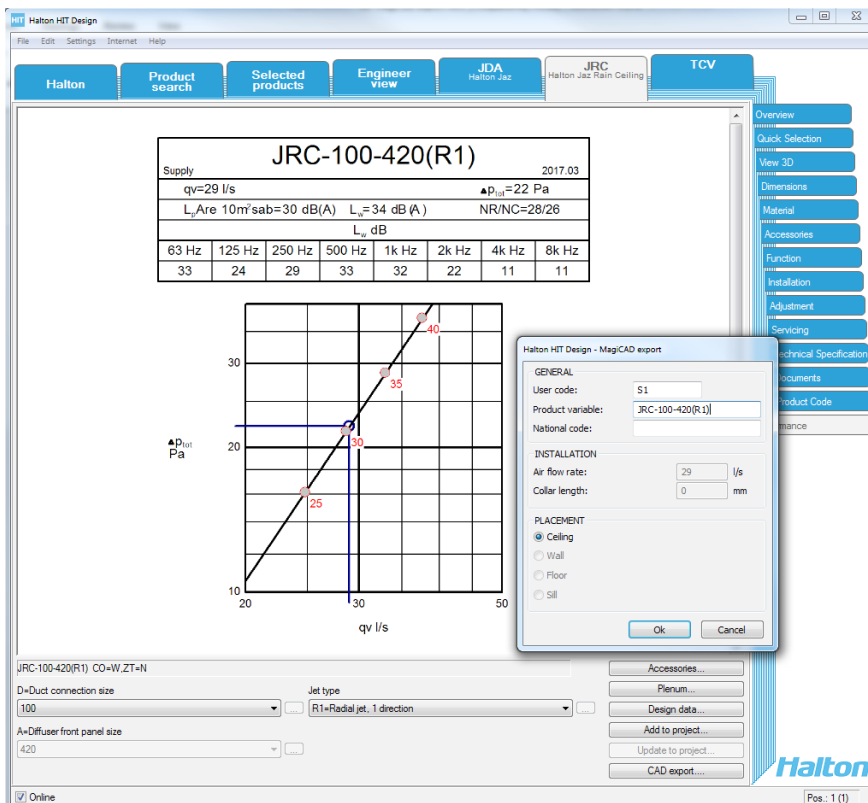 HIT Halton HIT Design
File Edit Settings Internet Help
Halton
Product search
Selected products
Engineer view
JDA
Halton Jaz
JRC
Halton Jaz Rain Ceiling
TCV
Overview
Quick Selection
View 3D
Dimensions
Material
Accessories
Function
Installation
Adjustment
Servicing
echnical Specification
ocuments
roduct Code
mance
JRC-100-420(R1)
Supply 2017.03
qv=29 l/s ▲ptot=22 Pa
LpAre 10m²sab=30 dB(A) Lw=34 dB(A) NR/NC=28/26
Lw dB
63 Hz 125 Hz 250 Hz 500 Hz 1k Hz 2k Hz 4k Hz 8k Hz
33 24 29 33 32 22 11 11
40
30
35
▲ptot
Pa
20
30
25
10
20 30 50
qv l/s
Halton HIT Design - MagiCAD export
GENERAL
User code: S1
Product variable: JRC-100-420(R1)
National code:
INSTALLATION
Air flow rate: 29 l/s
Collar length: 0 mm
PLACEMENT
Ceiling
Wall
Floor
Sill
Ok Cancel
JRC-100-420(R1) CO=W,ZT=N
D=Duct connection size Jet type
100 ... R1=Radial jet, 1 direction ...
A=Diffuser front panel size
420 ...
Accessories...
Plenum...
Design data...
Add to project...
Update to project...
CAD export....
Halton
Online Pos.: 1 (1)